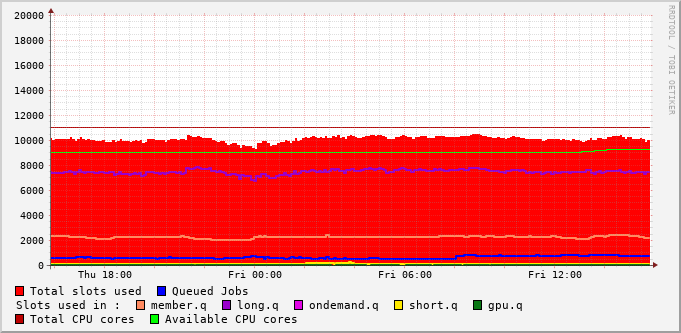 20000
18000
16000
14000
12000
10000
8000
6000
4000
2000
0
Thu 18:00 Fri 00:00 Fri 06:00 Fri 12:00
RRDTOOL / TOBI OETIKER
Total slots used Queued Jobs
Slots used in : member.q long.q ondemand.q short.q gpu.q
Total CPU cores Available CPU cores